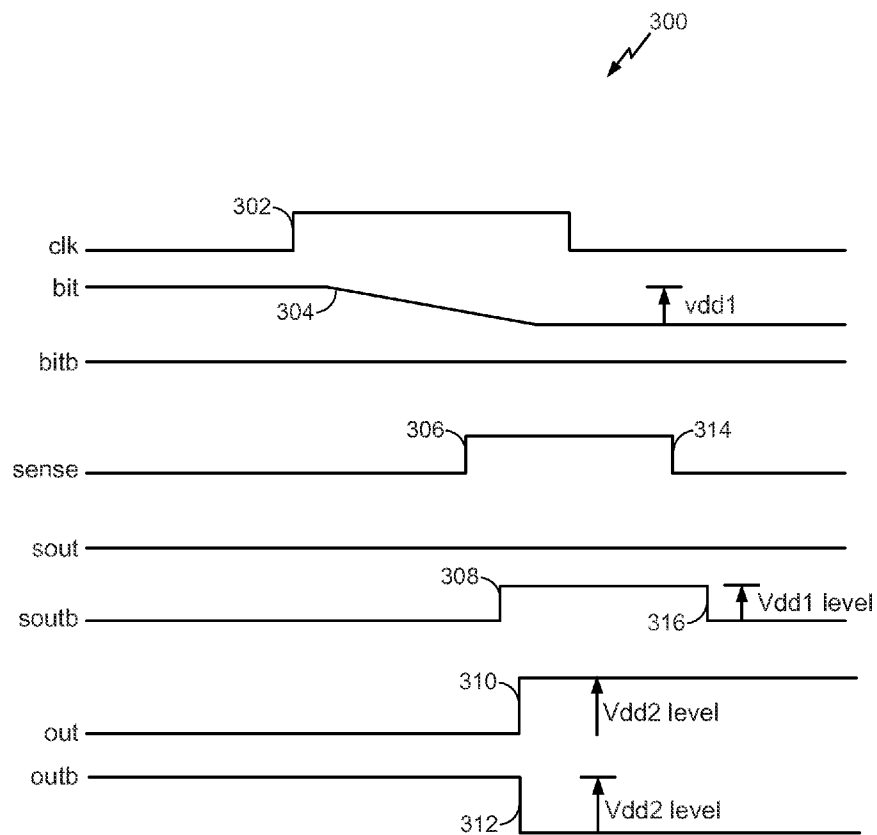 300
302
clk
bit
304
vdd1
bitb
306
314
sense
sout
308
Vdd1 level
soutb
316
310
Vdd2 level
out
outb
Vdd2 level
312